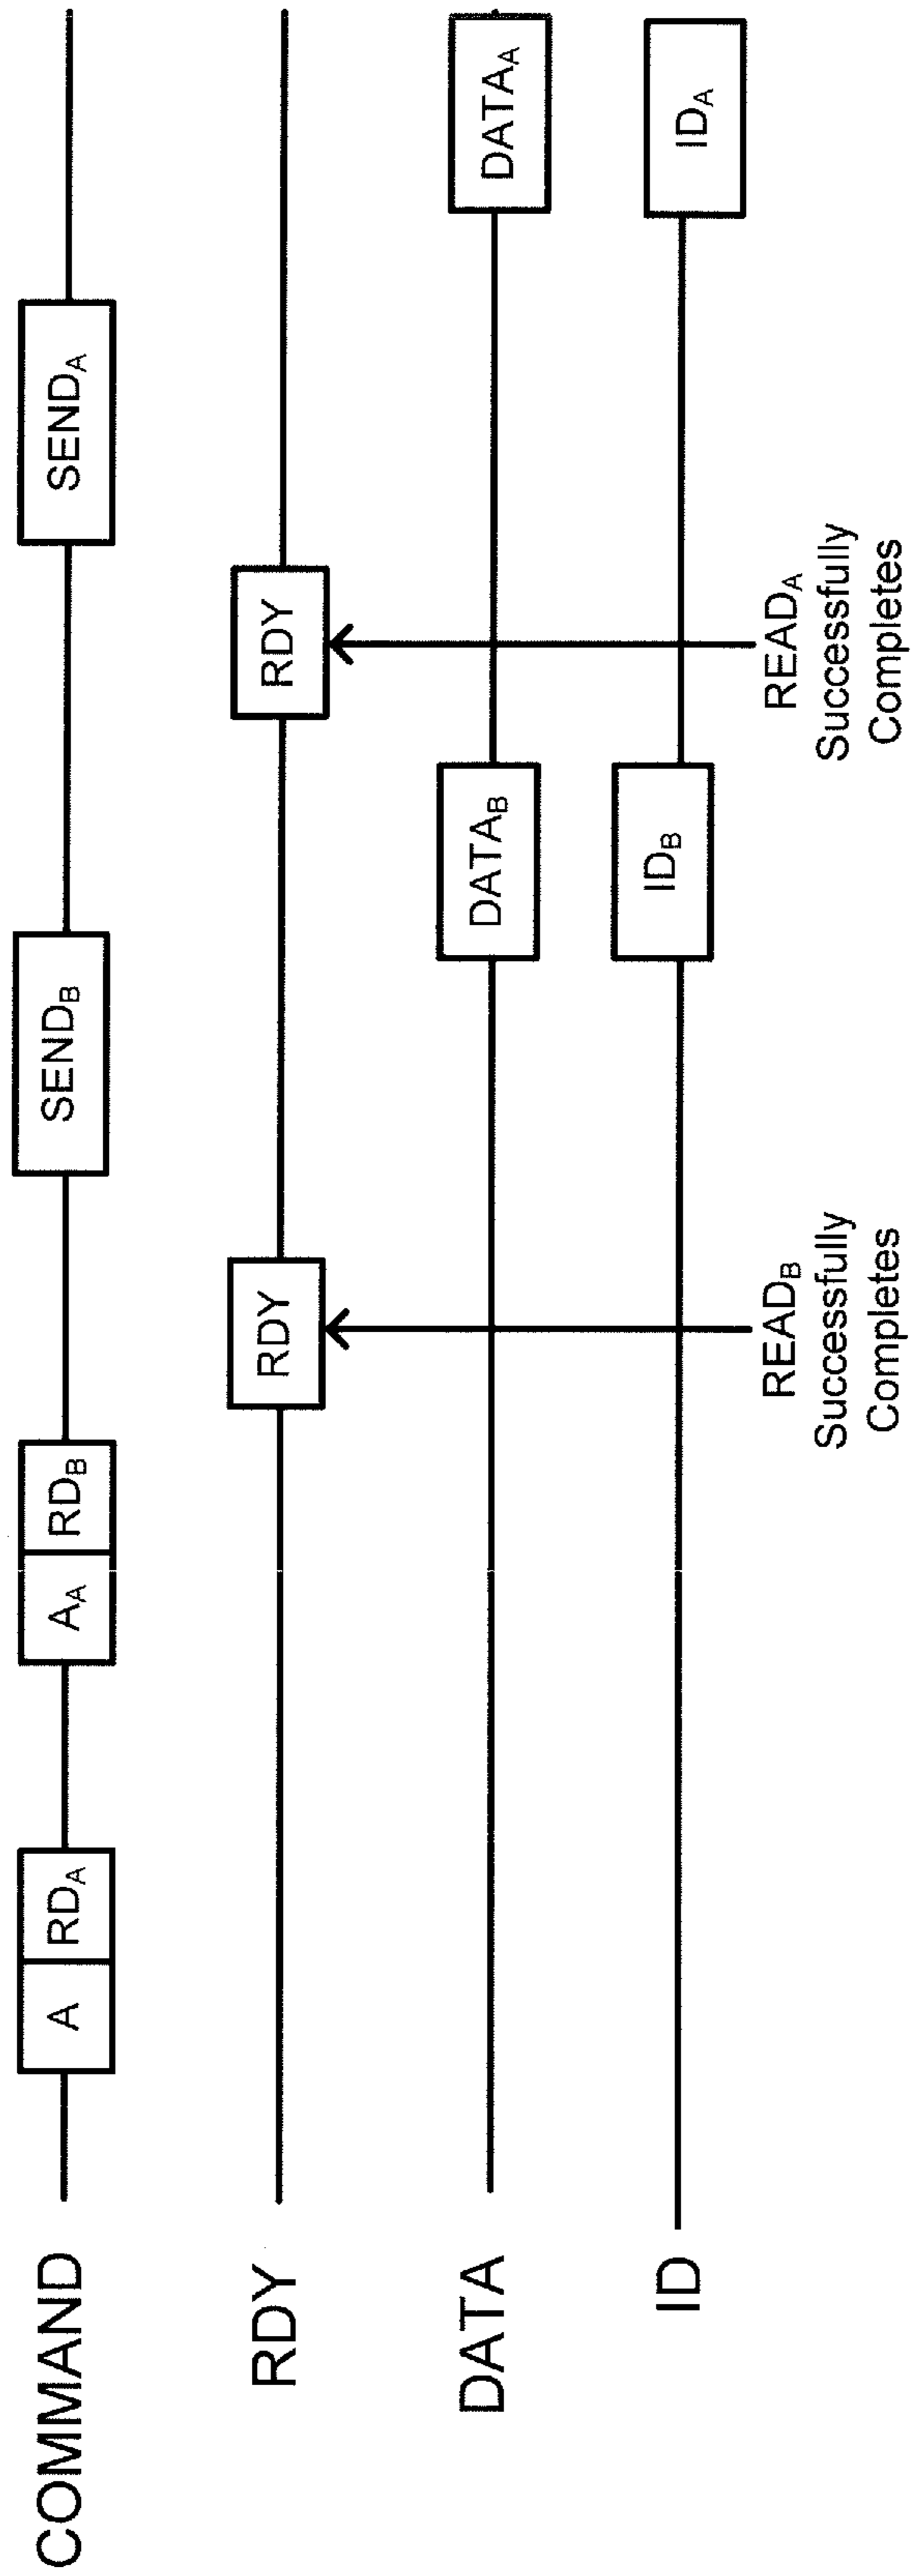 COMMAND A RD_A A_A RD_B SEND_B SEND_A
RDY RDY RDY
DATA DATA_B DATA_A
ID ID_B ID_A
READ_B READ_A
Successfully Successfully
Completes Completes